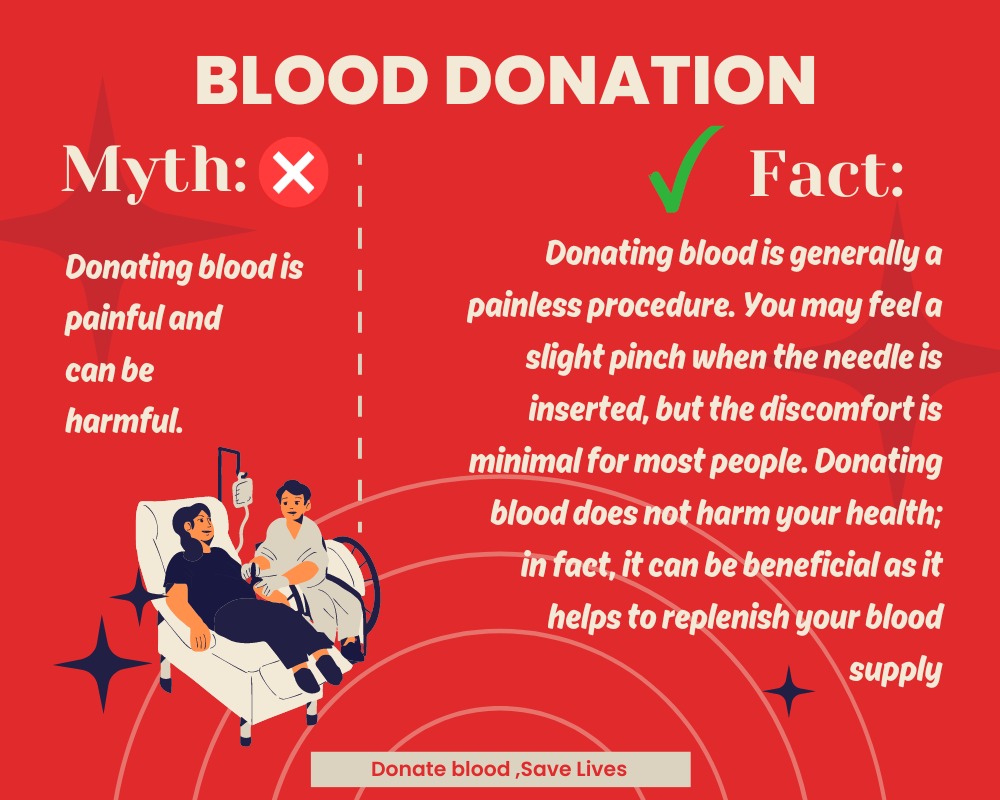 BLOOD DONATION
Myth:
Donating blood is
painful and
can be
harmful.
Fact:
Donating blood is generally a
painless procedure. You may feel a
slight pinch when the needle is
inserted, but the discomfort is
minimal for most people. Donating
blood does not harm your health;
in fact, it can be beneficial as it
helps to replenish your blood
supply
Donate blood ,Save Lives